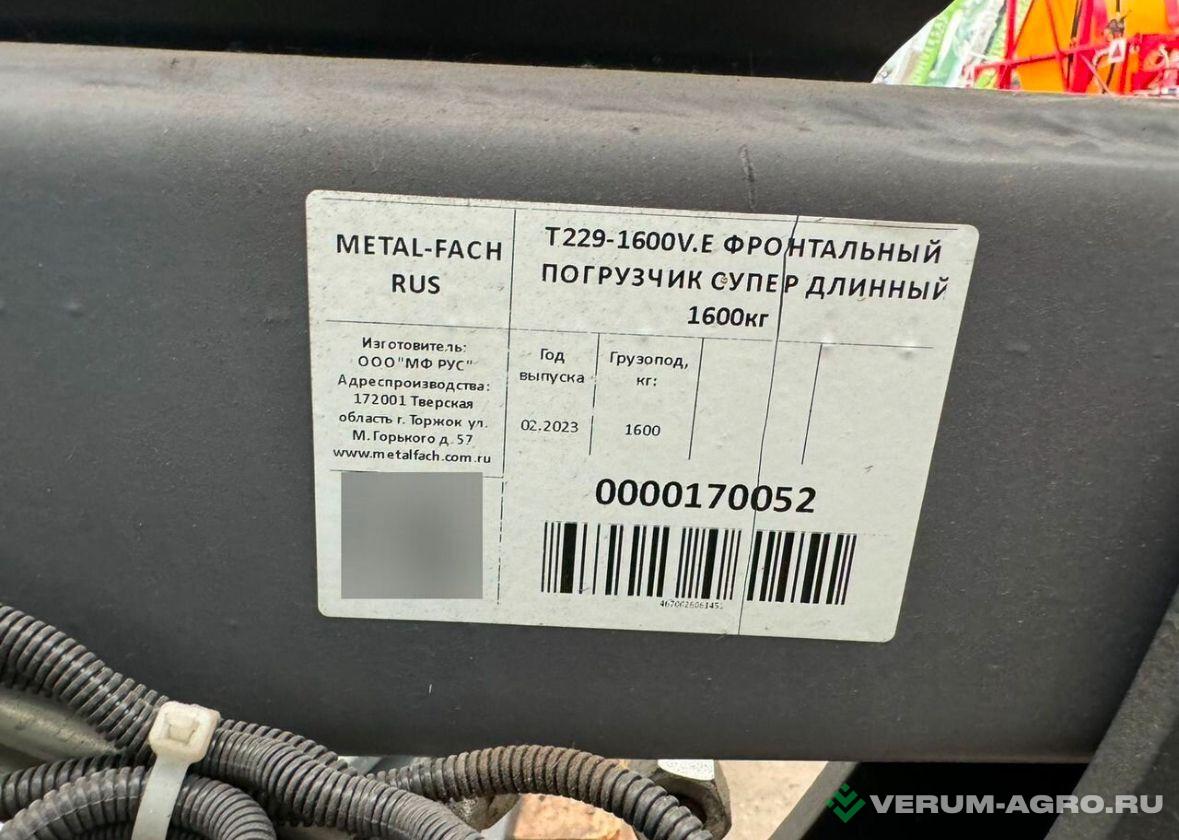 METAL-FACH
RUS
T229-1600V.E ФРОНТАЛЬНЫЙ
ПОГРУЗЧИК СУПЕР ДЛИННЫЙ
1600кг
Изготовитель:
ООО"МФ РУС"
Адреспроизводства:
172001 Тверская
область г. Торжок ул.
М. Горького д. 57
www.metalfach.com.ru
Год
выпуска
02.2023
Грузопод,
кг:
1600
0000170052
VERUM-AGRO.RU